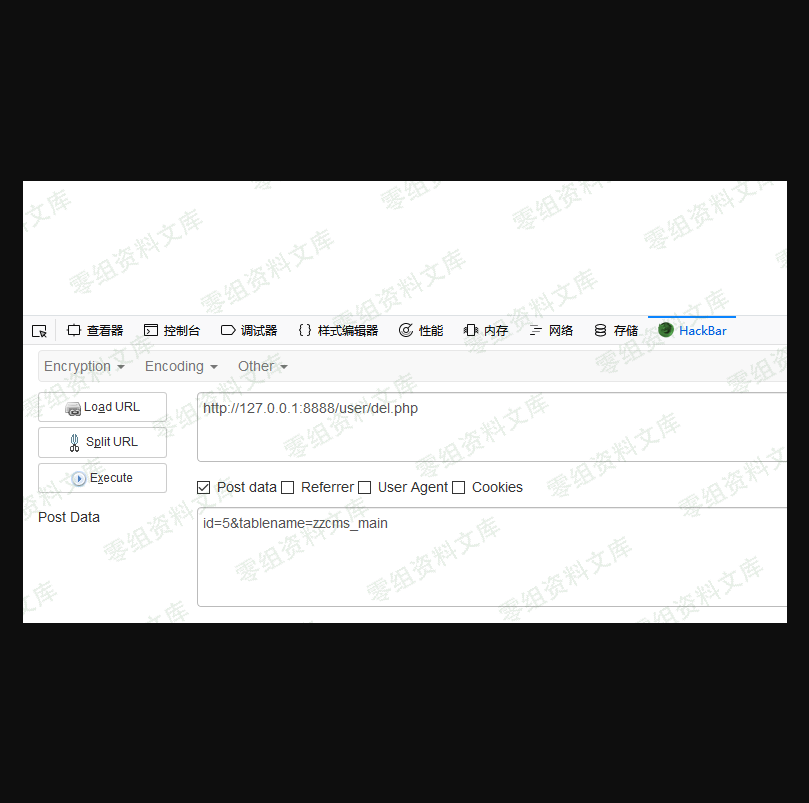 查看器 控制台 调试器 {} 样式编辑器 性能 内存 网络 存储 HackBar
Encryption Encoding Other
Load URL
http://127.0.0.1:8888/user/del.php
Split URL
Execute
Post data Referrer User Agent Cookies
Post Data
id=5&tablename=zzcms_main
零组资料文库